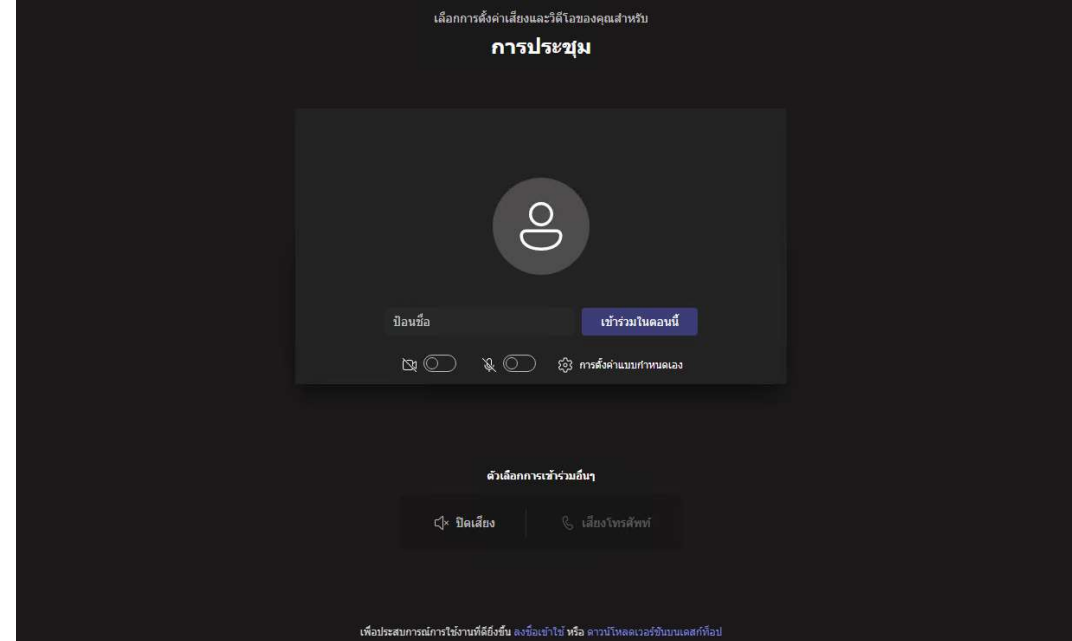 เลือกการตั้งค่าเสียงและวิดีโอของคุณสำหรับ
การประชุม
ป้อนชื่อ
เข้าร่วมในตอนนี้
การตั้งค่าแบบกำหนดเอง
ตัวเลือกการเข้าร่วมอื่นๆ
ปิดเสียง
เสียงโทรศัพท์
เพื่อประสบการณ์การใช้งานที่ดียิ่งขึ้น ลงชื่อเข้าใช้ หรือ ดาวน์โหลดเวอร์ชันบนเดสก์ท็อป